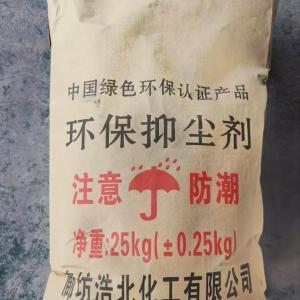 中国绿色环保认证产品
环保抑尘剂
注意 防潮
净重:25kg(±0.25kg)
廊坊浩北化工有限公司